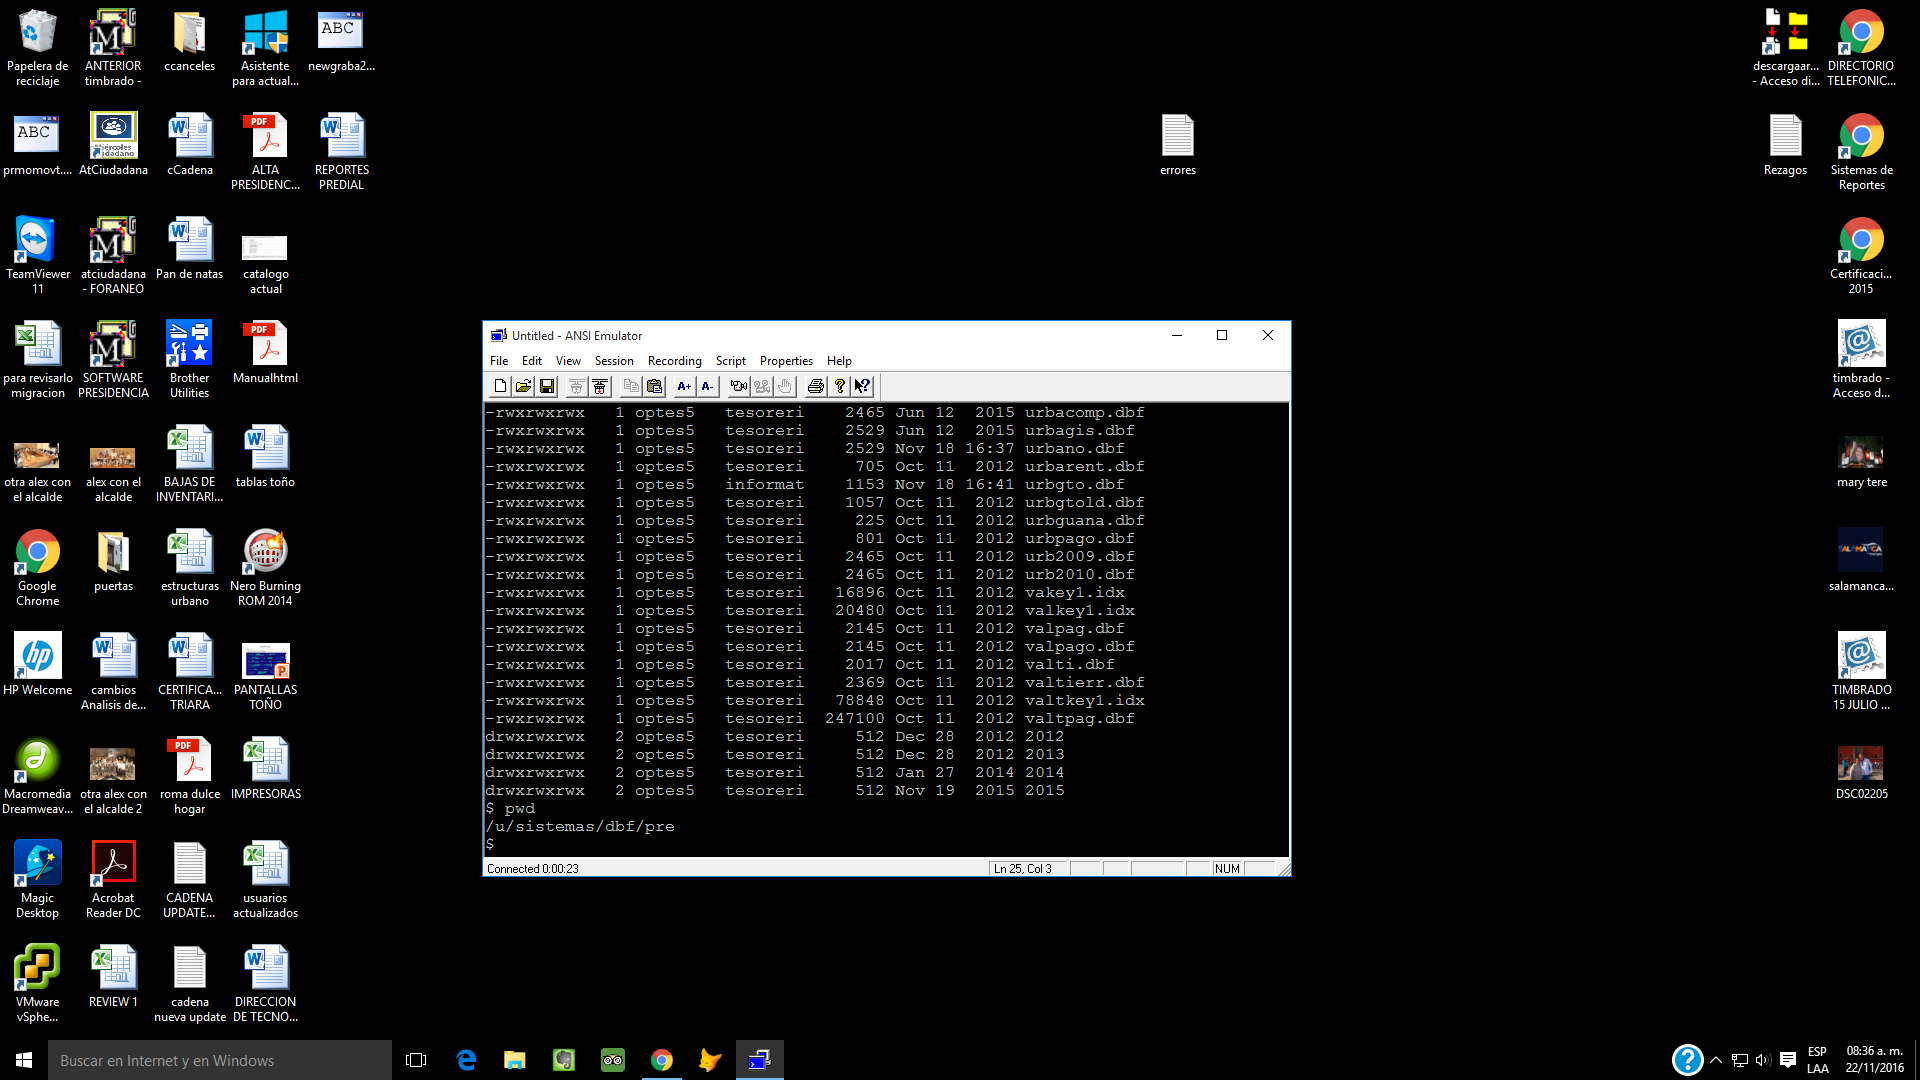 Papelera de
reciclaje
ANTERIOR
timbrado -
ccanceles
Asistente
para actual...
ABC
newgraba2...
descargaar...
- Acceso di...
DIRECTORIO
TELEFONIC...
ABC
prmomovt....
AtCiudadana
cCadena
PDF
ALTA
PRESIDENC...
REPORTES
PREDIAL
errores
Rezagos
Sistemas de
Reportes
TeamViewer
11
atciudadana
- FORANEO
Pan de natas
catalogo
actual
Certificaci...
2015
para revisarlo
migracion
SOFTWARE
PRESIDENCIA
Brother
Utilities
PDF
Manualhtml
timbrado -
Acceso d...
otra alex con
el alcalde
alex con el
alcalde
BAJAS DE
INVENTARI...
tablas toño
mary tere
Google
Chrome
puertas
estructuras
urbano
Nero Burning
ROM 2014
salamanca...
HP Welcome
cambios
Analisis de...
CERTIFICA...
TRIARA
PANTALLAS
TOÑO
TIMBRADO
15 JULIO ...
Macromedia
Dreamweav...
otra alex con
el alcalde 2
PDF
roma dulce
hogar
IMPRESORAS
DSC02205
Magic
Desktop
Acrobat
Reader DC
CADENA
UPDATE...
usuarios
actualizados
VMware
vSphe...
REVIEW 1
cadena
nueva update
DIRECCION
DE TECNO...
Untitled - ANSI Emulator
File Edit View Session Recording Script Properties Help
-rwxrwxrwx 1 optes5 tesoreri 2465 Jun 12 2015 urbacomp.dbf
-rwxrwxrwx 1 optes5 tesoreri 2529 Jun 12 2015 urbagis.dbf
-rwxrwxrwx 1 optes5 tesoreri 2529 Nov 18 16:37 urbano.dbf
-rwxrwxrwx 1 optes5 tesoreri 705 Oct 11 2012 urbarent.dbf
-rwxrwxrwx 1 optes5 informat 1153 Nov 18 16:41 urbgto.dbf
-rwxrwxrwx 1 optes5 tesoreri 1057 Oct 11 2012 urbgtold.dbf
-rwxrwxrwx 1 optes5 tesoreri 225 Oct 11 2012 urbguana.dbf
-rwxrwxrwx 1 optes5 tesoreri 801 Oct 11 2012 urbpago.dbf
-rwxrwxrwx 1 optes5 tesoreri 2465 Oct 11 2012 urb2009.dbf
-rwxrwxrwx 1 optes5 tesoreri 2465 Oct 11 2012 urb2010.dbf
-rwxrwxrwx 1 optes5 tesoreri 16896 Oct 11 2012 vakey1.idx
-rwxrwxrwx 1 optes5 tesoreri 20480 Oct 11 2012 valkey1.idx
-rwxrwxrwx 1 optes5 tesoreri 2145 Oct 11 2012 valpag.dbf
-rwxrwxrwx 1 optes5 tesoreri 2145 Oct 11 2012 valpago.dbf
-rwxrwxrwx 1 optes5 tesoreri 2017 Oct 11 2012 valti.dbf
-rwxrwxrwx 1 optes5 tesoreri 2369 Oct 11 2012 valtierr.dbf
-rwxrwxrwx 1 optes5 tesoreri 78848 Oct 11 2012 valtkey1.idx
-rwxrwxrwx 1 optes5 tesoreri 247100 Oct 11 2012 valtpag.dbf
drwxrwxrwx 2 optes5 tesoreri 512 Dec 28 2012 2012
drwxrwxrwx 2 optes5 tesoreri 512 Dec 28 2012 2013
drwxrwxrwx 2 optes5 tesoreri 512 Jan 27 2014 2014
drwxrwxrwx 2 optes5 tesoreri 512 Nov 19 2015 2015
$ pwd
/u/sistemas/dbf/pre
$
Connected 0:00:23 Ln 25, Col 3 NUM
Buscar en Internet y en Windows
ESP
LAA
08:36 a. m.
22/11/2016